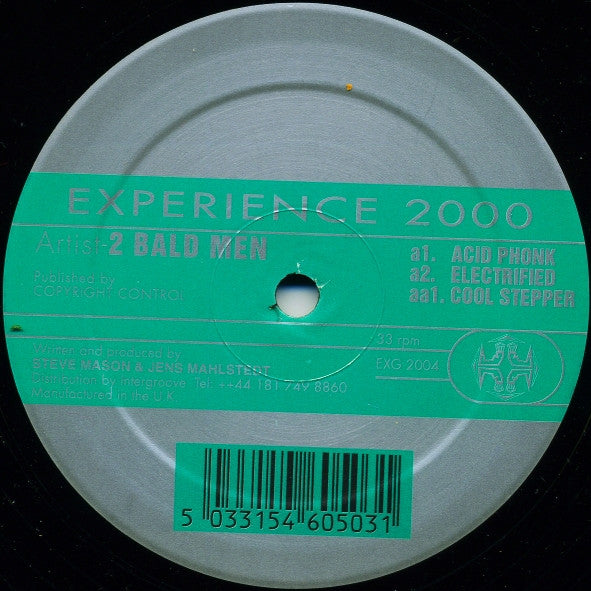 EXPERIENCE 2000
Artist-2 BALD MEN
Published by
COPYRIGHT CONTROL
a1. ACID PHONK
a2. ELECTRIFIED
aa1. COOL STEPPER
33 rpm
EXG 2004
Written and produced by
STEVE MASON & JENS MAHLSTEDT
Distribution by intergroove Tel: ++44 181 749 8860
Manufactured in the U.K
5 033154 605031